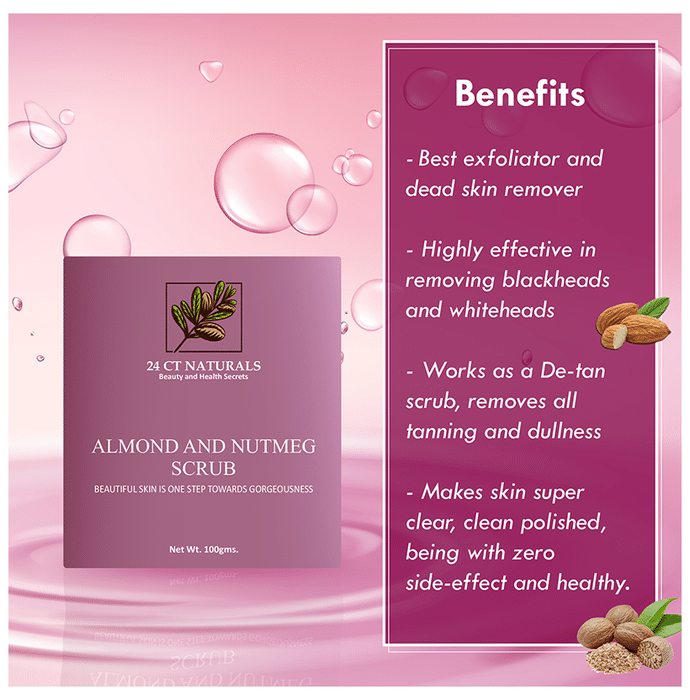 24 CT NATURALS
Beauty and Health Secrets
ALMOND AND NUTMEG
SCRUB
BEAUTIFUL SKIN IS ONE STEP TOWARDS GORGEOUSNESS
Net Wt. 100gms.
Benefits
- Best exfoliator and
dead skin remover
- Highly effective in
removing blackheads
and whiteheads
- Works as a De-tan
scrub, removes all
tanning and dullness
- Makes skin super
clear, clean polished,
being with zero
side-effect and healthy.